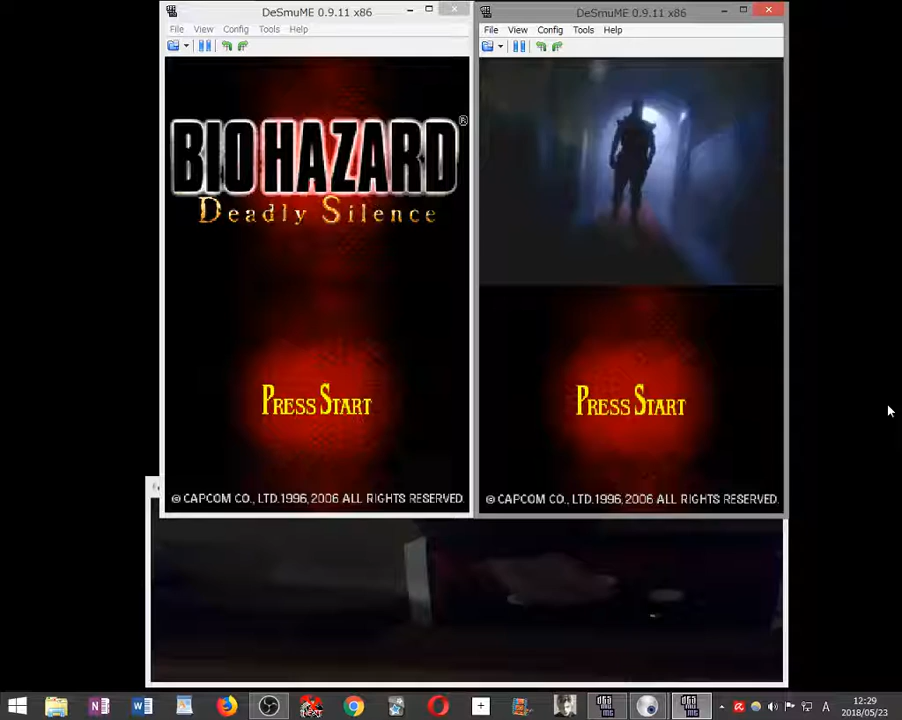 DeSmuME 0.9.11 x86
File View Config Tools Help
BIOHAZARD®
Deadly Silence
PRESS START
© CAPCOM CO., LTD.1996,2006 ALL RIGHTS RESERVED.
DeSmuME 0.9.11 x86
File View Config Tools Help
PRESS START
© CAPCOM CO., LTD.1996,2006 ALL RIGHTS RESERVED.
A
12:29
2018/05/23